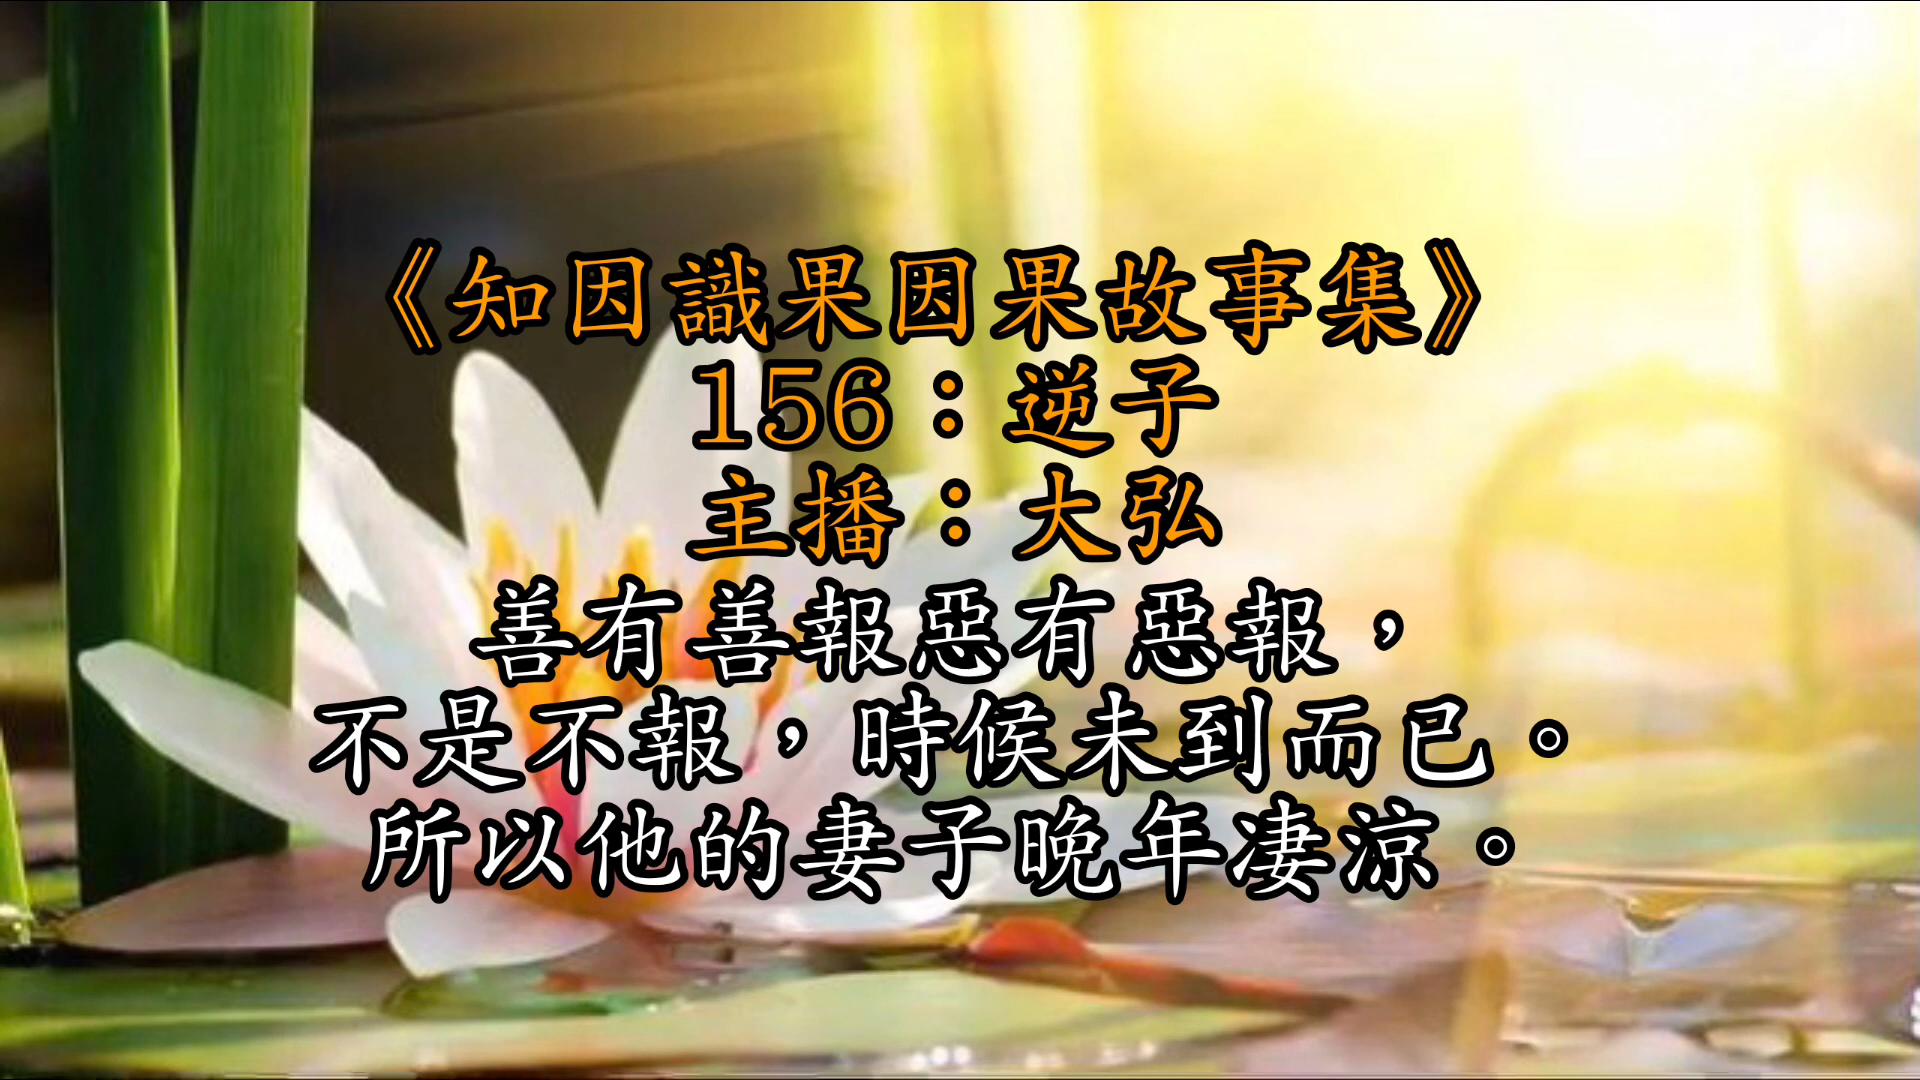 《知因識果因果故事集》
156：逆子
主播：大弘
善有善報惡有惡報，
不是不報，時候未到而已。
所以他的妻子晚年凄涼。